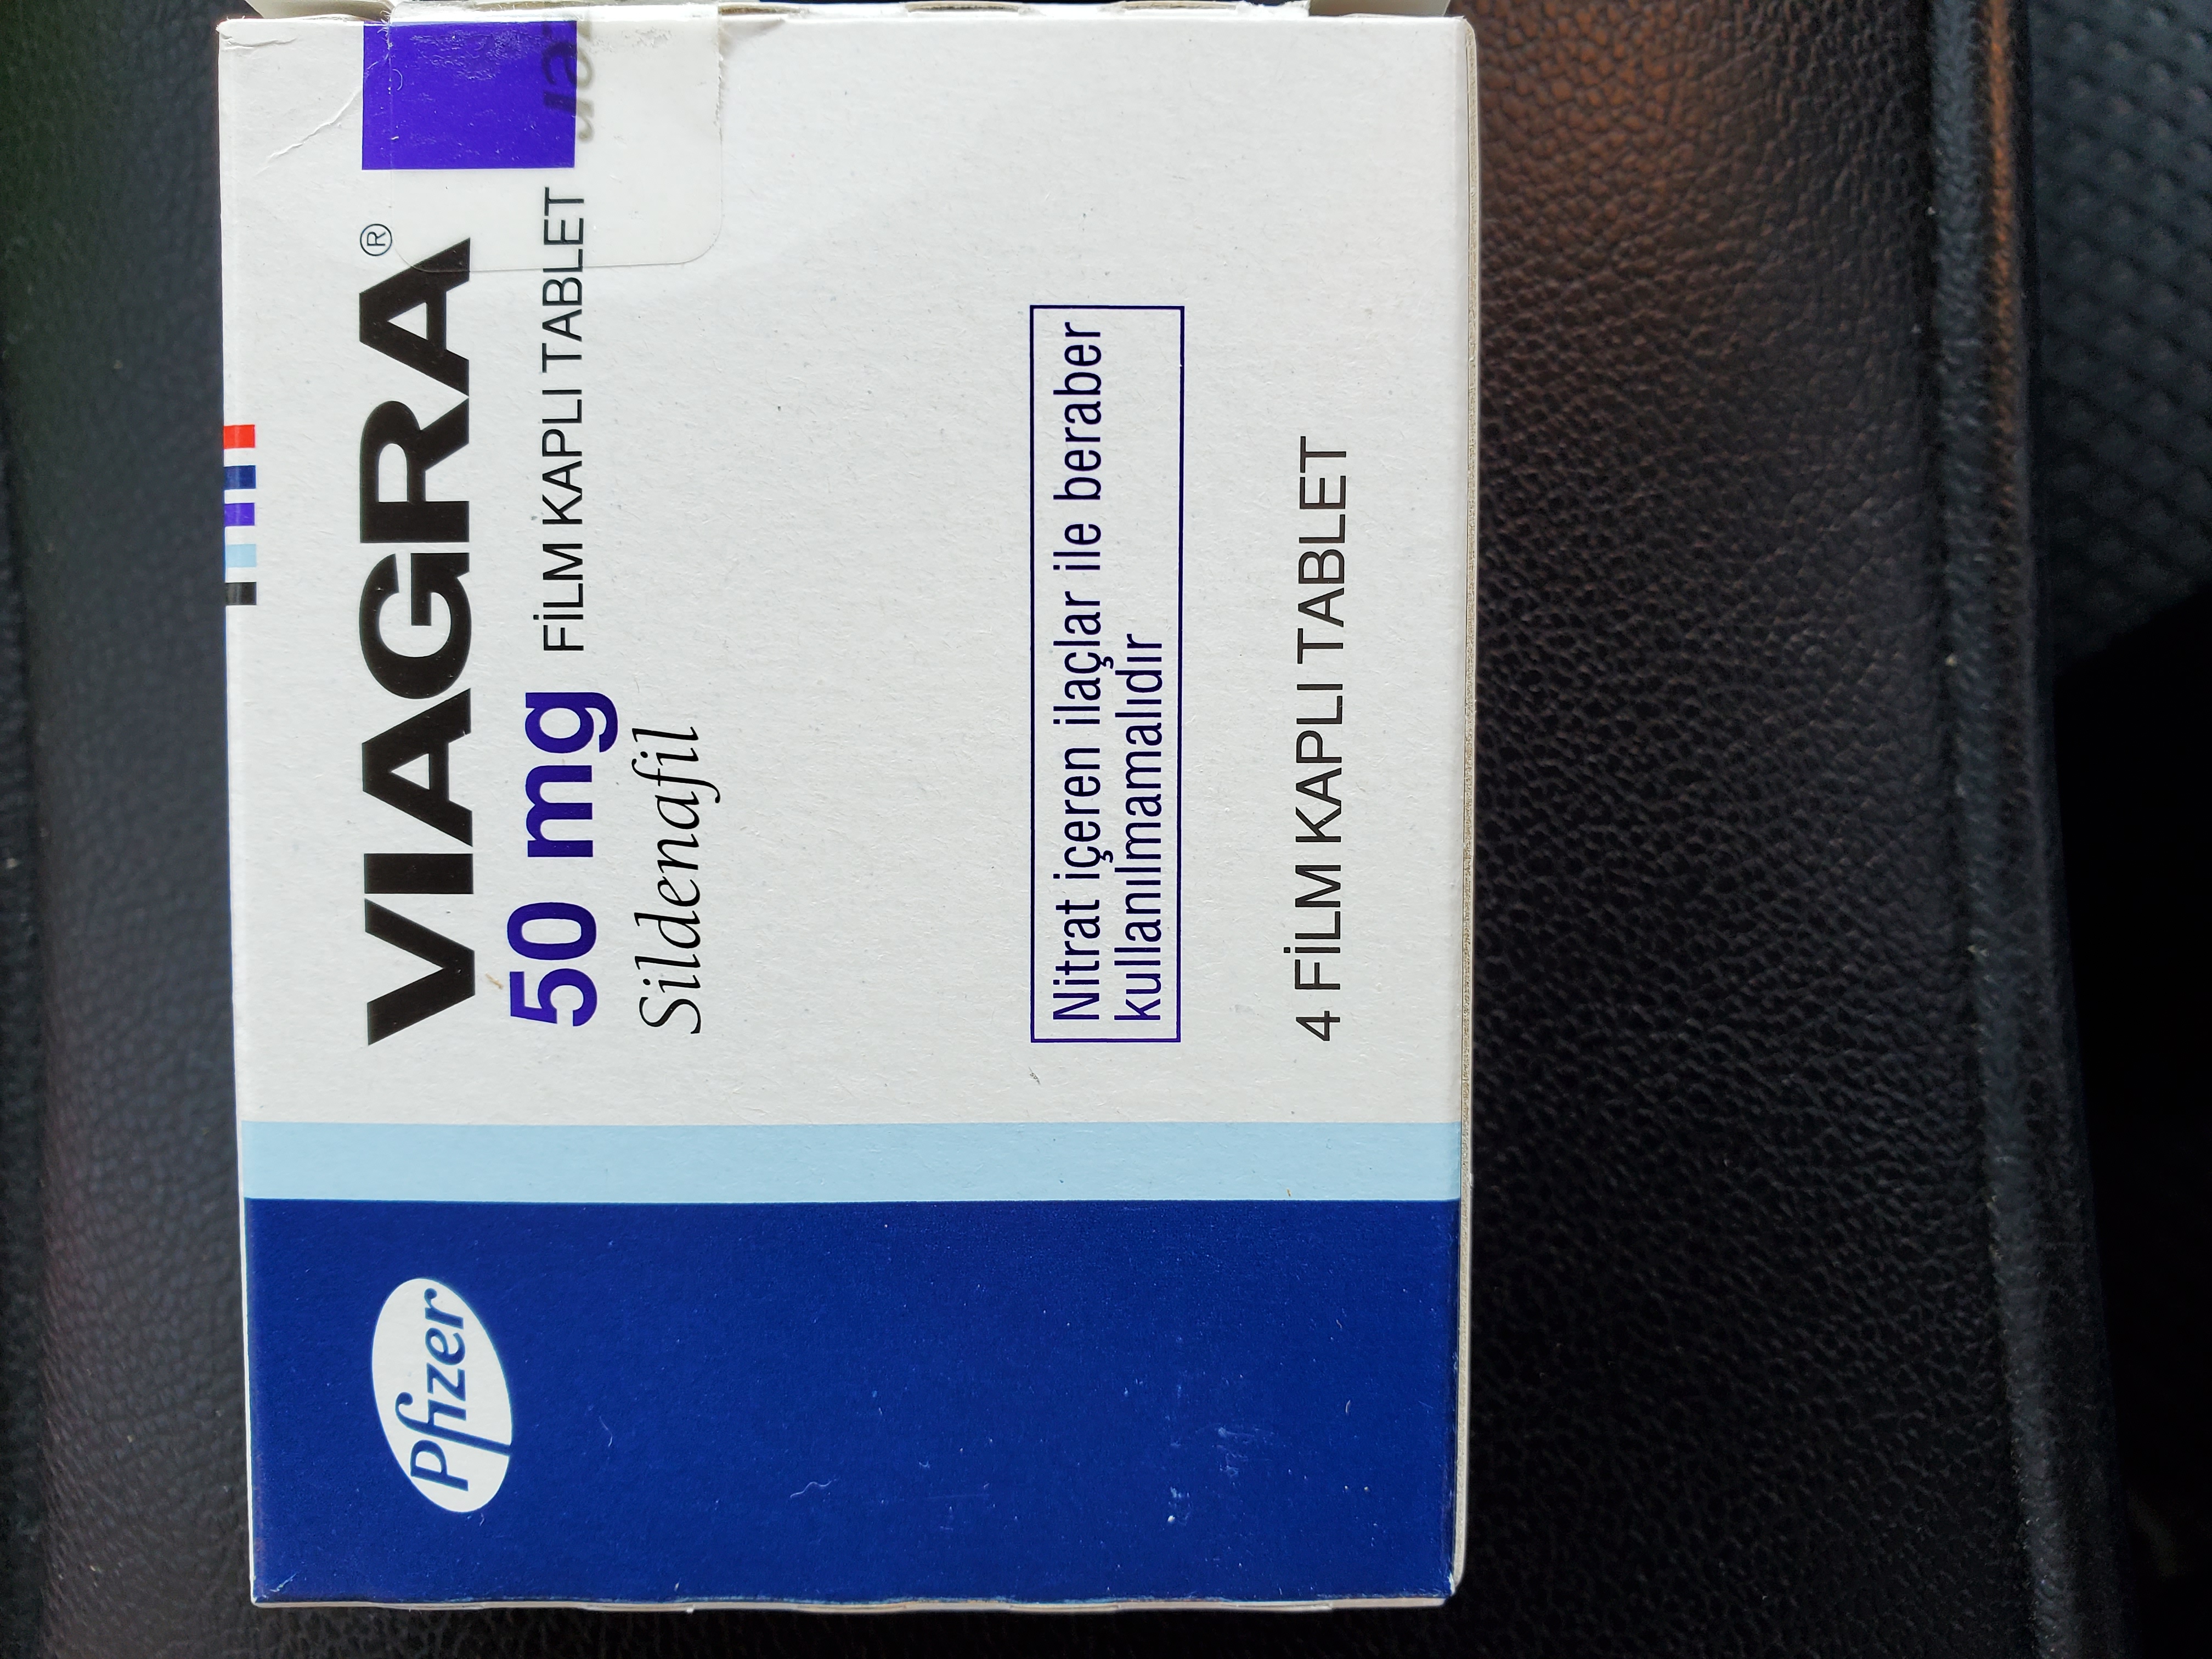 VIAGRA®
50 mg FİLM KAPLI TABLET
Sildenafil
Nitrat içeren ilaçlar ile beraber
kullanılmamalıdır
4 FİLM KAPLI TABLET
Pfizer